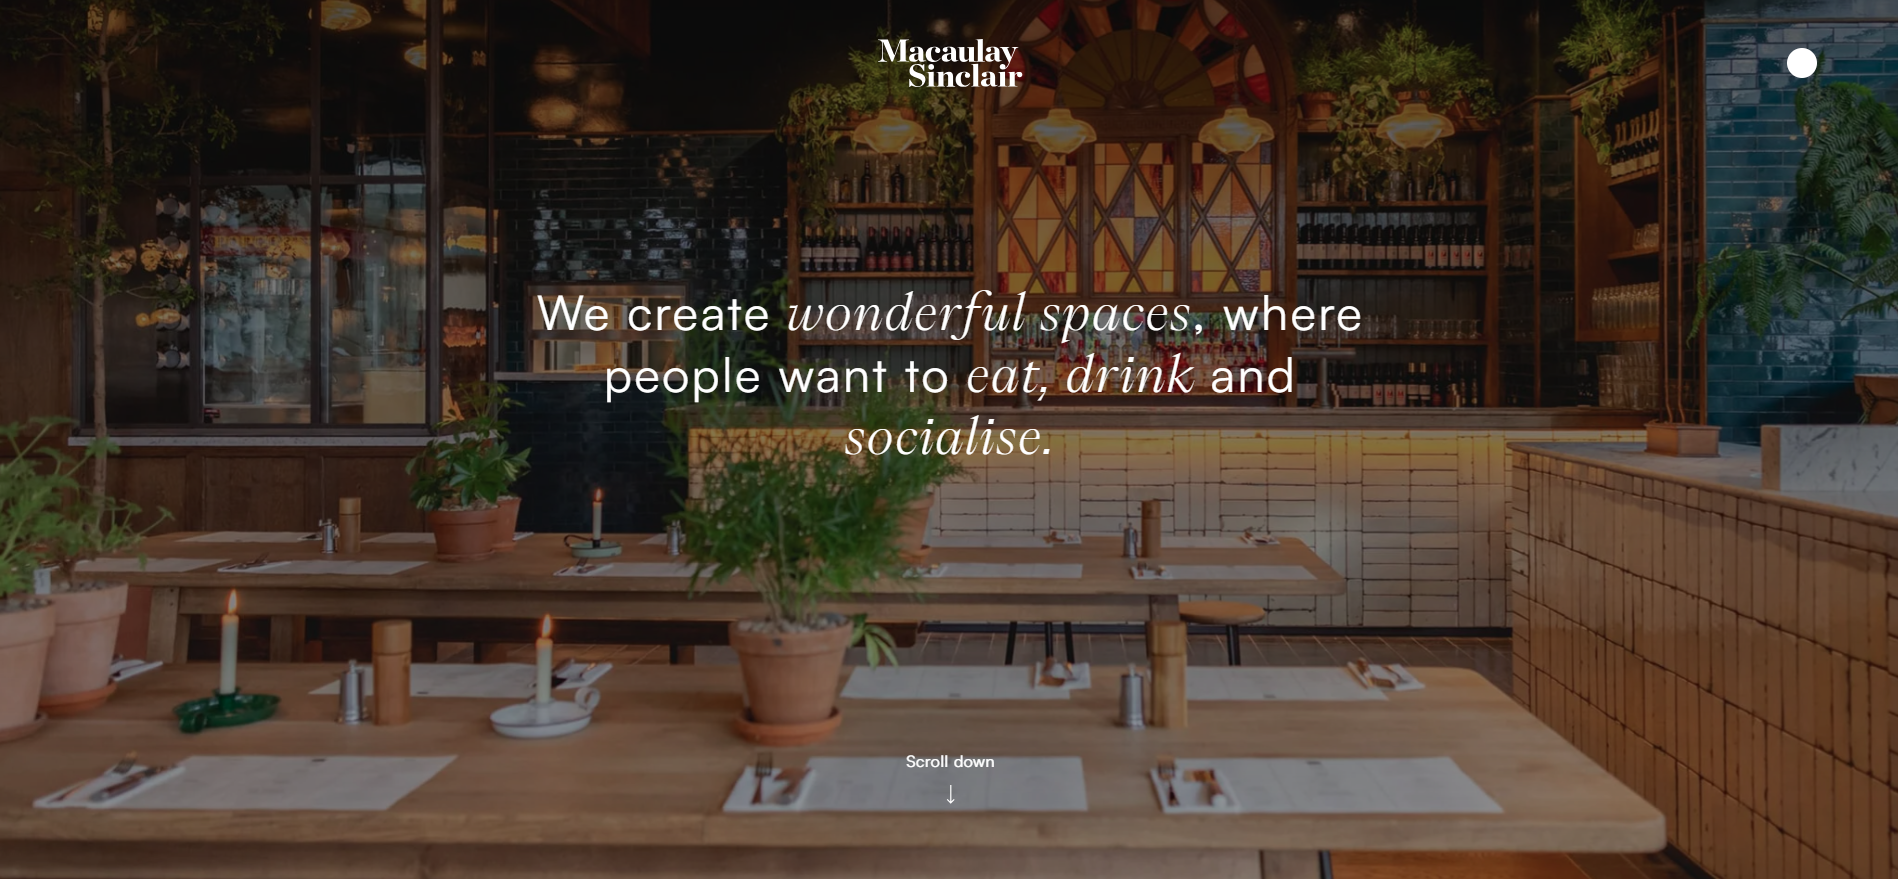 Macaulay
Sinclair
We create wonderful spaces, where
people want to eat, drink and
socialise.
Scroll down